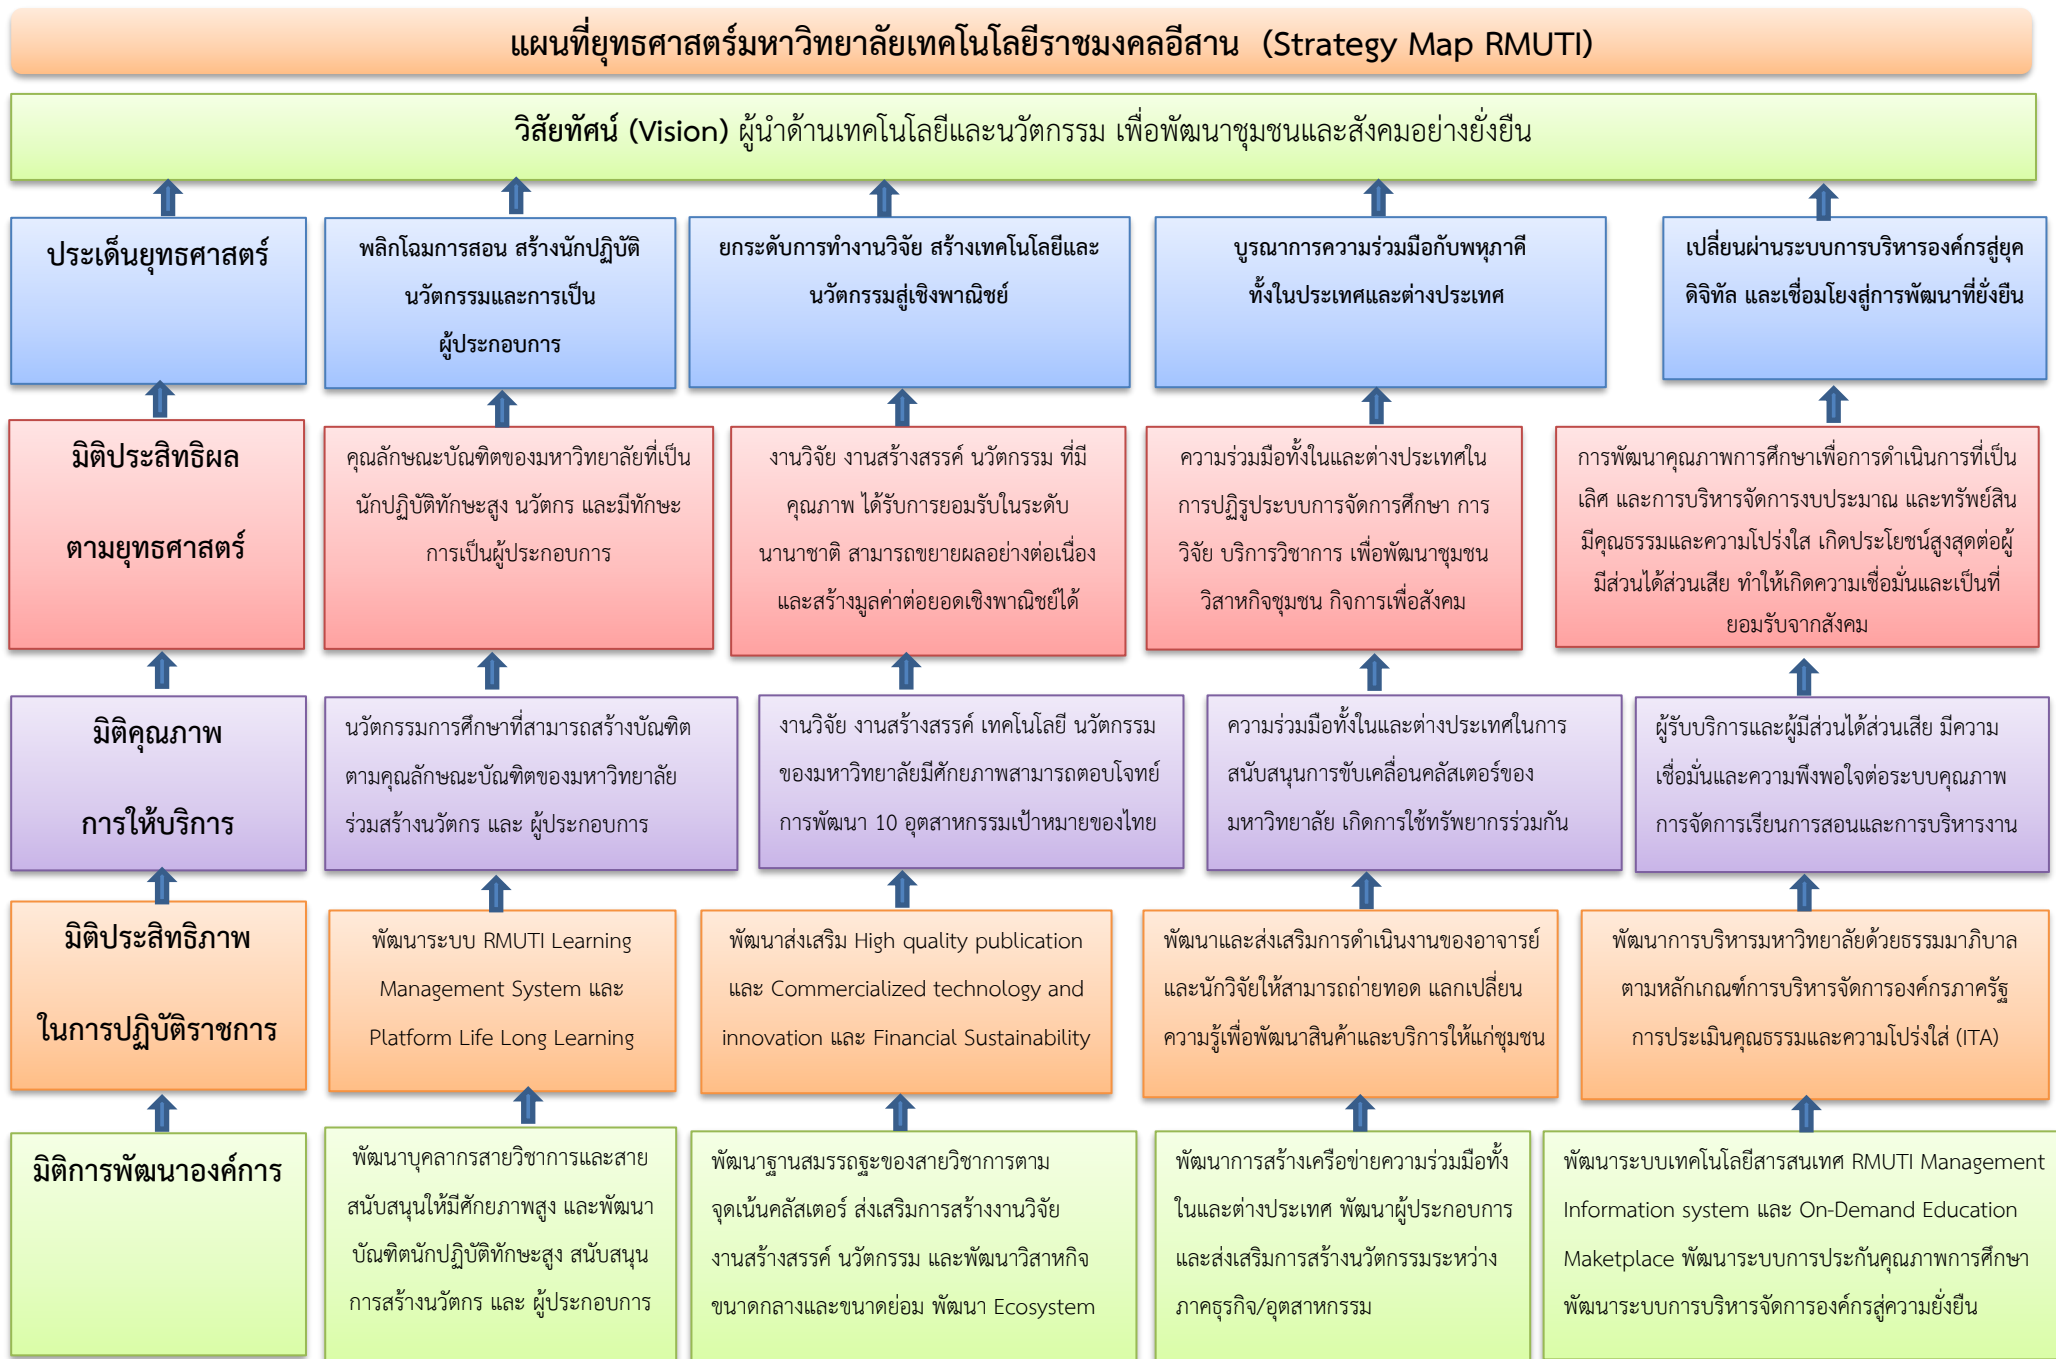 แผนที่ยุทธศาสตร์มหาวิทยาลัยเทคโนโลยีราชมงคลอีสาน (Strategy Map RMUTI)
วิสัยทัศน์ (Vision) ผู้นำด้านเทคโนโลยีและนวัตกรรม เพื่อพัฒนาชุมชนและสังคมอย่างยั่งยืน
ประเด็นยุทธศาสตร์
พลิกโฉมการสอน สร้างนักปฏิบัติ
นวัตกรรมและการเป็น
ผู้ประกอบการ
ยกระดับการทำงานวิจัย สร้างเทคโนโลยีและ
นวัตกรรมสู่เชิงพาณิชย์
บูรณาการความร่วมมือกับพหุภาคี
ทั้งในประเทศและต่างประเทศ
เปลี่ยนผ่านระบบการบริหารองค์กรสู่ยุค
ดิจิทัล และเชื่อมโยงสู่การพัฒนาที่ยั่งยืน
มิติประสิทธิผล
ตามยุทธศาสตร์
คุณลักษณะบัณฑิตของมหาวิทยาลัยที่เป็น
นักปฏิบัติทักษะสูง นวัตกร และมีทักษะ
การเป็นผู้ประกอบการ
งานวิจัย งานสร้างสรรค์ นวัตกรรม ที่มี
คุณภาพ ได้รับการยอมรับในระดับ
นานาชาติ สามารถขยายผลอย่างต่อเนื่อง
และสร้างมูลค่าต่อยอดเชิงพาณิชย์ได้
ความร่วมมือทั้งในและต่างประเทศใน
การปฏิรูประบบการจัดการศึกษา การ
วิจัย บริการวิชาการ เพื่อพัฒนาชุมชน
วิสาหกิจชุมชน กิจการเพื่อสังคม
การพัฒนาคุณภาพการศึกษาเพื่อการดำเนินการที่เป็น
เลิศ และการบริหารจัดการงบประมาณ และทรัพย์สิน
มีคุณธรรมและความโปร่งใส เกิดประโยชน์สูงสุดต่อผู้
มีส่วนได้ส่วนเสีย ทำให้เกิดความเชื่อมั่นและเป็นที่
ยอมรับจากสังคม
มิติคุณภาพ
การให้บริการ
นวัตกรรมการศึกษาที่สามารถสร้างบัณฑิต
ตามคุณลักษณะบัณฑิตของมหาวิทยาลัย
ร่วมสร้างนวัตกร และ ผู้ประกอบการ
งานวิจัย งานสร้างสรรค์ เทคโนโลยี นวัตกรรม
ของมหาวิทยาลัยมีศักยภาพสามารถตอบโจทย์
การพัฒนา 10 อุตสาหกรรมเป้าหมายของไทย
ความร่วมมือทั้งในและต่างประเทศในการ
สนับสนุนการขับเคลื่อนคลัสเตอร์ของ
มหาวิทยาลัย เกิดการใช้ทรัพยากรร่วมกัน
ผู้รับบริการและผู้มีส่วนได้ส่วนเสีย มีความ
เชื่อมั่นและความพึงพอใจต่อระบบคุณภาพ
การจัดการเรียนการสอนและการบริหารงาน
มิติประสิทธิภาพ
ในการปฏิบัติราชการ
พัฒนาระบบ RMUTI Learning
Management System และ
Platform Life Long Learning
พัฒนาส่งเสริม High quality publication
และ Commercialized technology and
innovation และ Financial Sustainability
พัฒนาและส่งเสริมการดำเนินงานของอาจารย์
และนักวิจัยให้สามารถถ่ายทอด แลกเปลี่ยน
ความรู้เพื่อพัฒนาสินค้าและบริการให้แก่ชุมชน
พัฒนาการบริหารมหาวิทยาลัยด้วยธรรมมาภิบาล
ตามหลักเกณฑ์การบริหารจัดการองค์กรภาครัฐ
การประเมินคุณธรรมและความโปร่งใส่ (ITA)
มิติการพัฒนาองค์การ
พัฒนาบุคลากรสายวิชาการและสาย
สนับสนุนให้มีศักยภาพสูง และพัฒนา
บัณฑิตนักปฏิบัติทักษะสูง สนับสนุน
การสร้างนวัตกร และ ผู้ประกอบการ
พัฒนาฐานสมรรถฐะของสายวิชาการตาม
จุดเน้นคลัสเตอร์ ส่งเสริมการสร้างงานวิจัย
งานสร้างสรรค์ นวัตกรรม และพัฒนาวิสาหกิจ
ขนาดกลางและขนาดย่อม พัฒนา Ecosystem
พัฒนาการสร้างเครือข่ายความร่วมมือทั้ง
ในและต่างประเทศ พัฒนาผู้ประกอบการ
และส่งเสริมการสร้างนวัตกรรมระหว่าง
ภาคธุรกิจ/อุตสาหกรรม
พัฒนาระบบเทคโนโลยีสารสนเทศ RMUTI Management
Information system และ On-Demand Education
Maketplace พัฒนาระบบการประกันคุณภาพการศึกษา
พัฒนาระบบการบริหารจัดการองค์กรสู่ความยั่งยืน